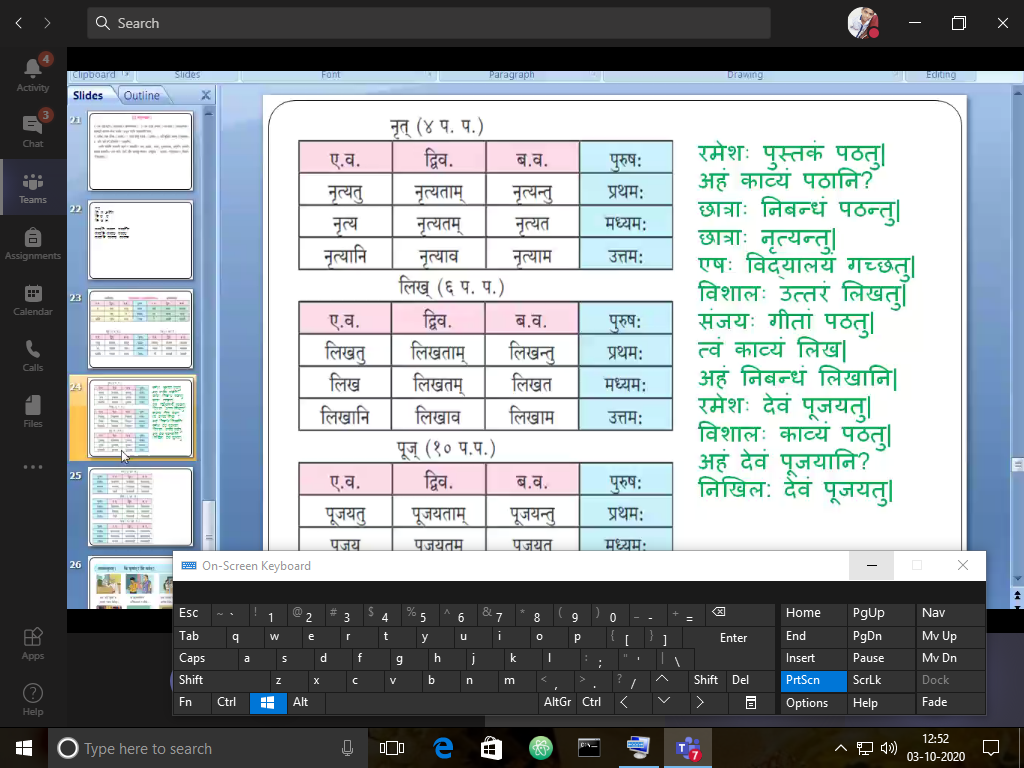 Search
Activity 4
Chat 3
Teams
Assignments
Calendar
Calls
Files
Apps
Help
Clipboard Slides Font Paragraph Drawing Editing
Slides Outline
21
22
23
24
25
26
नृत् (४ प. प.)
ए.व. द्विव. ब.व. पुरुष:
नृत्यतु नृत्यताम् नृत्यन्तु प्रथम:
नृत्य नृत्यतम् नृत्यत मध्यम:
नृत्यानि नृत्याव नृत्याम उत्तम:
लिख् (६ प. प.)
ए.व. द्विव. ब.व. पुरुष:
लिखतु लिखताम् लिखन्तु प्रथम:
लिख लिखतम् लिखत मध्यम:
लिखानि लिखाव लिखाम उत्तम:
पूज् (१० प.प.)
ए.व. द्विव. ब.व. पुरुष:
पूजयतु पूजयताम् पूजयन्तु प्रथम:
पूजय पूजयतम् पूजयत मध्यम:
रमेशः पुस्तकं पठतु|
अहं काव्यं पठानि?
छात्राः निबन्धं पठन्तु|
छात्राः नृत्यन्तु|
एषः विद्यालयं गच्छतु|
विशालः उत्तरं लिखतु|
संजयः गीतां पठतु|
त्वं काव्यं लिख|
अहं निबन्धं लिखानि|
रमेशः देवं पूजयतु|
विशालः काव्यं पठतु|
अहं देवं पूजयानि?
निखिल: देवं पूजयतु|
On-Screen Keyboard
Esc ~ ` ! 1 @ 2 # 3 $ 4 % 5 ^ 6 & 7 * 8 ( 9 ) 0 _ - + = Home PgUp Nav
Tab q w e r t y u i o p { [ } ] Enter End PgDn Mv Up
Caps a s d f g h j k l : ; " ' | \ Insert Pause Mv Dn
Shift z x c v b n m < , > . ? / Shift Del PrtScn ScrLk Dock
Fn Ctrl Alt AltGr Ctrl Options Help Fade
Type here to search
7
12:52
03-10-2020